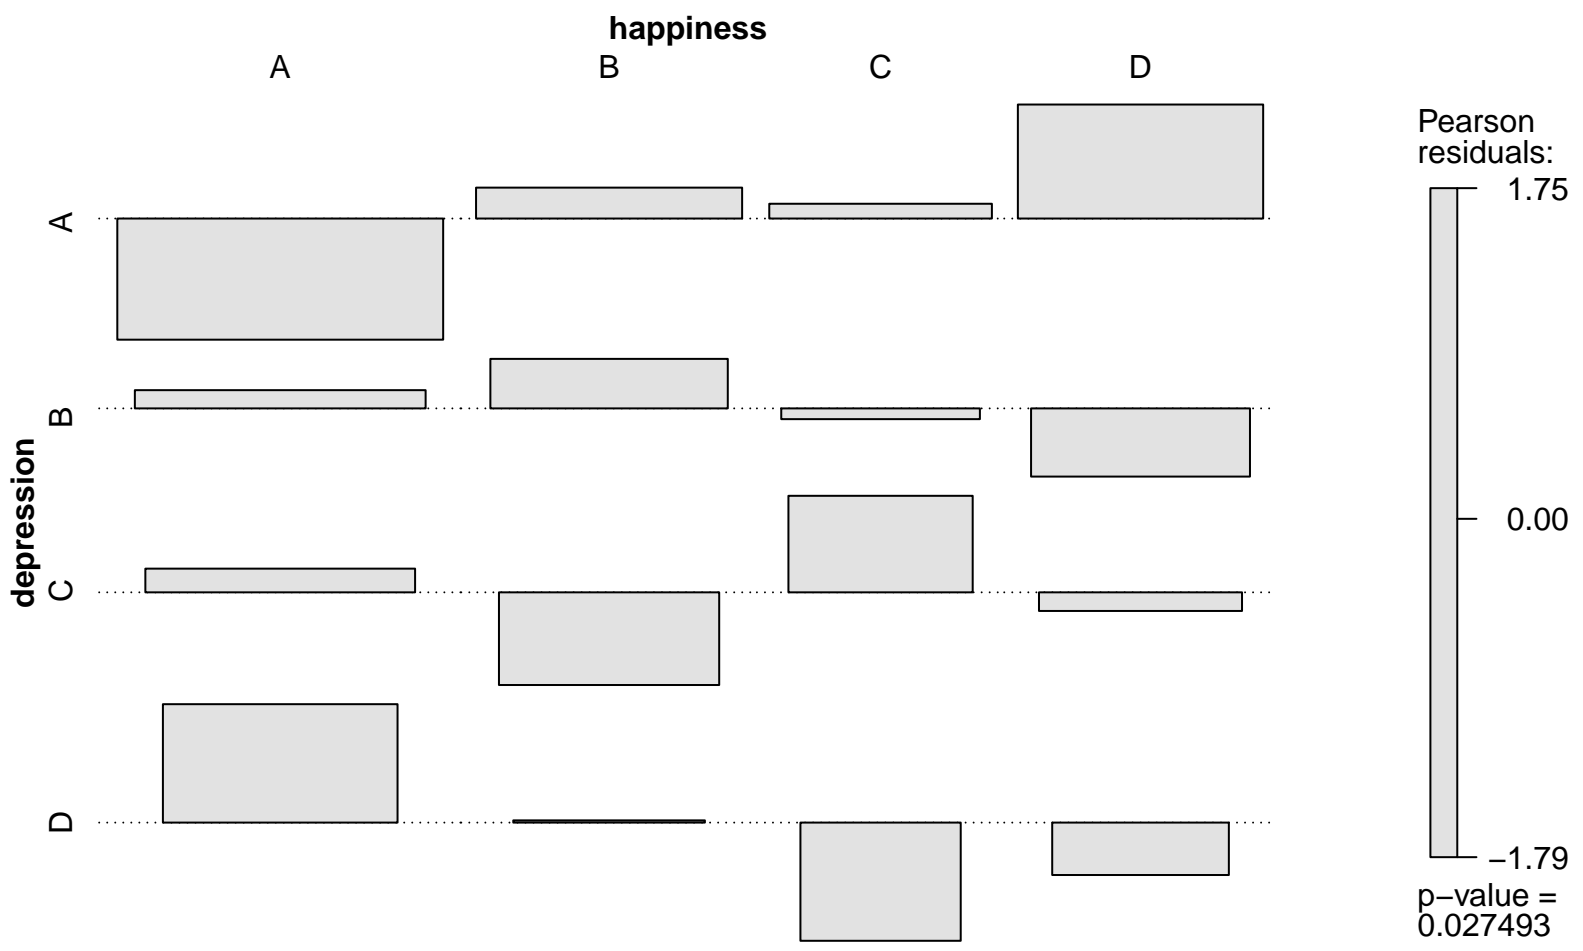 happiness
A B C D
Pearson
residuals:
1.75
0.00
−1.79
p−value =
0.027493
depression
A
B
C
D